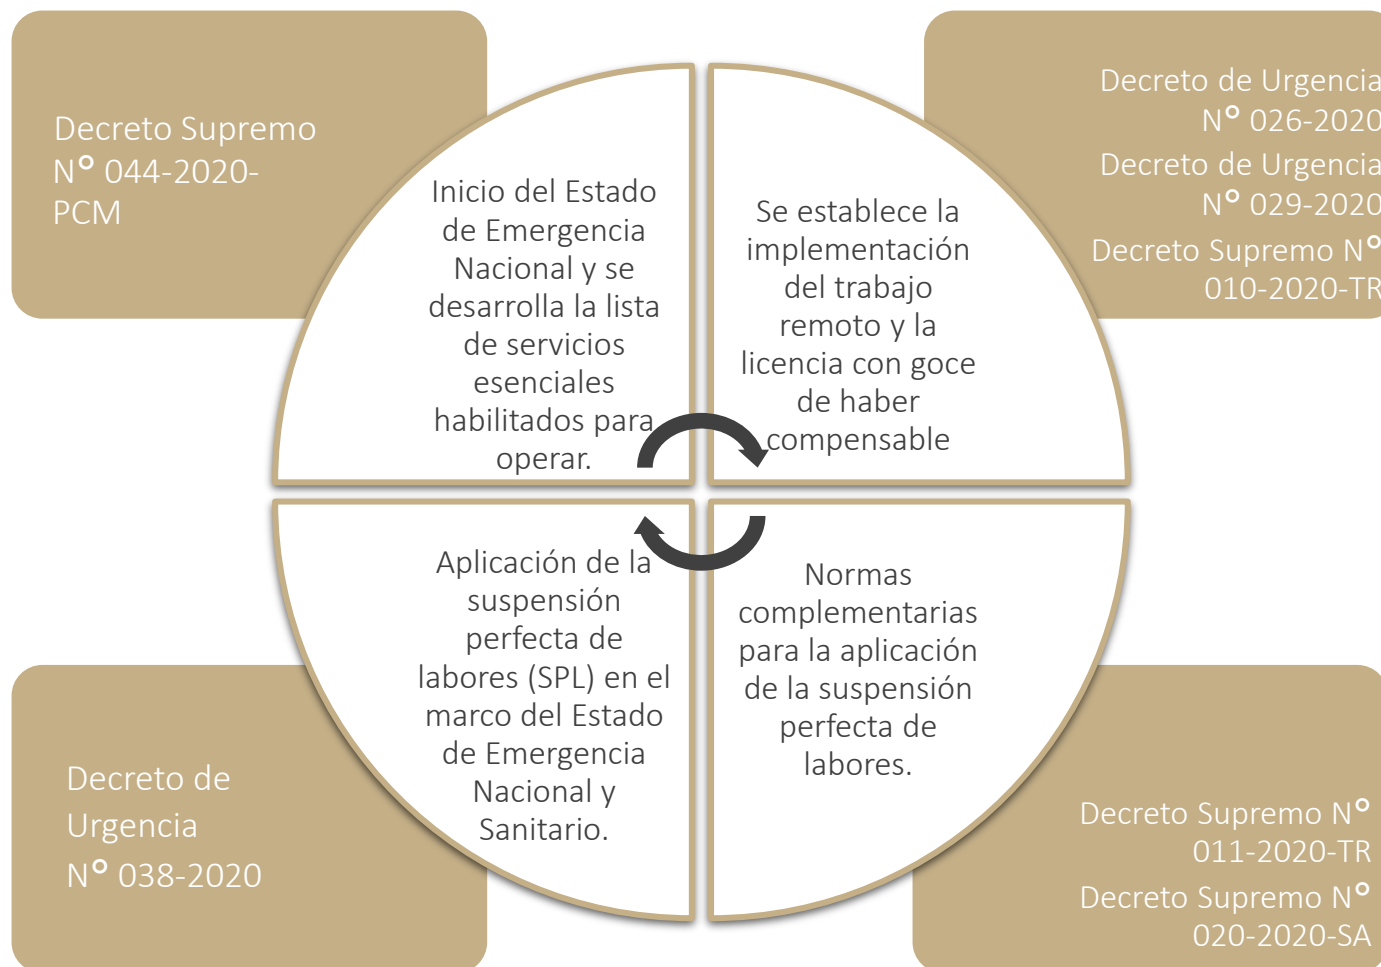 Decreto Supremo
N° 044-2020-
PCM
Inicio del Estado
de Emergencia
Nacional y se
desarrolla la lista
de servicios
esenciales
habilitados para
operar.
Decreto de Urgencia
N° 026-2020
Decreto de Urgencia
N° 029-2020
Decreto Supremo N°
010-2020-TR
Se establece la
implementación
del trabajo
remoto y la
licencia con goce
de haber
compensable
Decreto de
Urgencia
N° 038-2020
Aplicación de la
suspensión
perfecta de
labores (SPL) en el
marco del Estado
de Emergencia
Nacional y
Sanitario.
Normas
complementarias
para la aplicación
de la suspensión
perfecta de
labores.
Decreto Supremo N°
011-2020-TR
Decreto Supremo N°
020-2020-SA